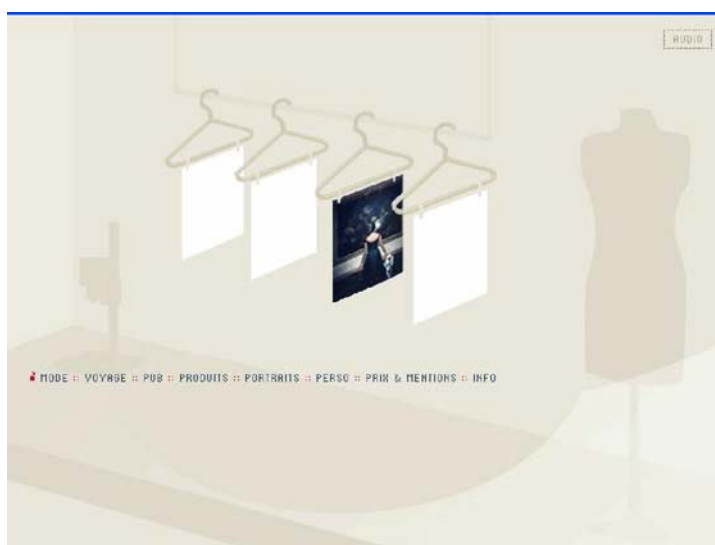 AUDIO
MODE :: VOYAGE :: PUB :: PRODUITS :: PORTRAITS :: PERSO :: PRIX & MENTIONS :: INFO